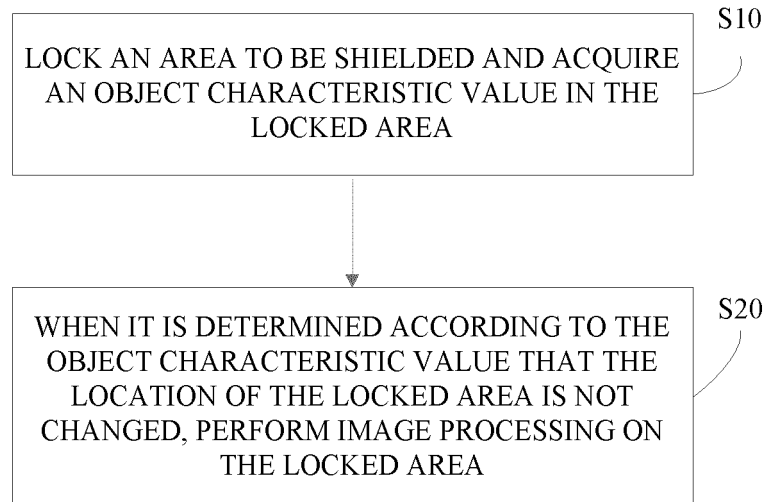 S10
LOCK AN AREA TO BE SHIELDED AND ACQUIRE
AN OBJECT CHARACTERISTIC VALUE IN THE
LOCKED AREA
S20
WHEN IT IS DETERMINED ACCORDING TO THE
OBJECT CHARACTERISTIC VALUE THAT THE
LOCATION OF THE LOCKED AREA IS NOT
CHANGED, PERFORM IMAGE PROCESSING ON
THE LOCKED AREA